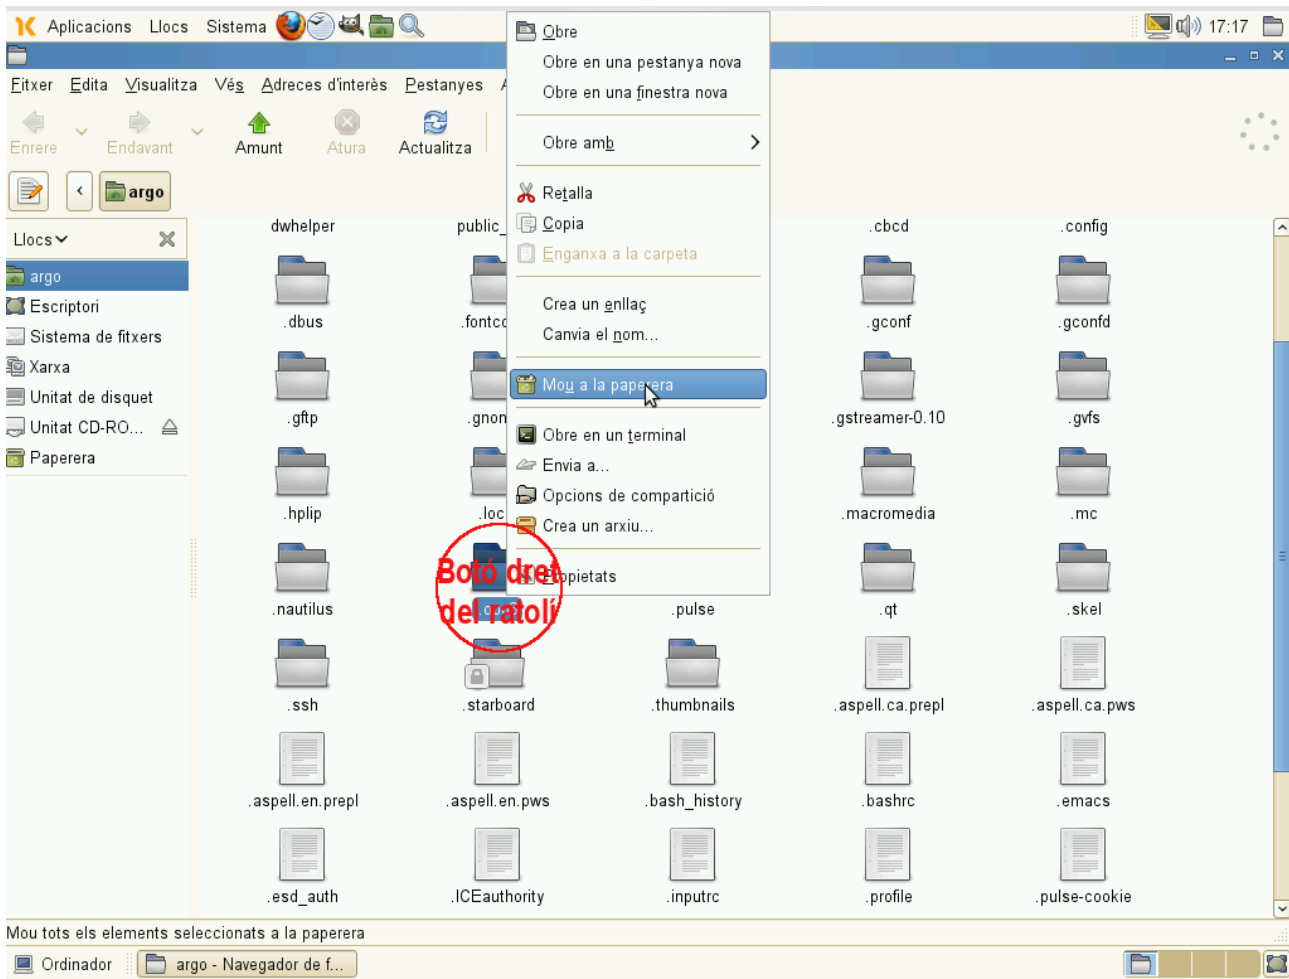 Aplicacions Llocs Sistema 17:17
Fitxer Edita Visualitza Vés Adreces d'interès Pestanyes
Enrere Endavant Amunt Atura Actualitza
argo
Llocs
argo
Escriptori
Sistema de fitxers
Xarxa
Unitat de disquet
Unitat CD-RO...
Paperera
Obre
Obre en una pestanya nova
Obre en una finestra nova
Obre amb
Retalla
Copia
Enganxa a la carpeta
Crea un enllaç
Canvia el nom...
Mou a la paperera
Obre en un terminal
Envia a...
Opcions de compartició
Crea un arxiu...
Propietats
dwhelper public_ .cbcd .config
.dbus .fontco .gconf .gconfd
.gftp .gnon .gstreamer-0.10 .gvfs
.hplip .loc .macromedia .mc
Botó dret
del ratolí
.nautilus .pulse .qt .skel
.ssh .starboard .thumbnails .aspell.ca.prepl .aspell.ca.pws
.aspell.en.prepl .aspell.en.pws .bash_history .bashrc .emacs
.esd_auth .ICEauthority .inputrc .profile .pulse-cookie
Mou tots els elements seleccionats a la paperera
Ordinador argo - Navegador de f...